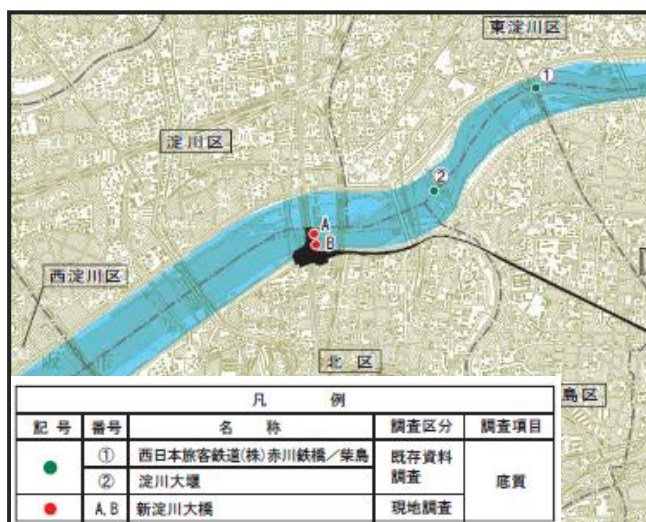 東淀川区
①
淀川区
②
A
B
西淀川区
北 区
島区
凡 例
記 号 番号 名 称 調査区分 調査項目
① 西日本旅客鉄道(株)赤川鉄橋/柴島 既存資料調査 底質
② 淀川大堰
A, B 新淀川大橋 現地調査